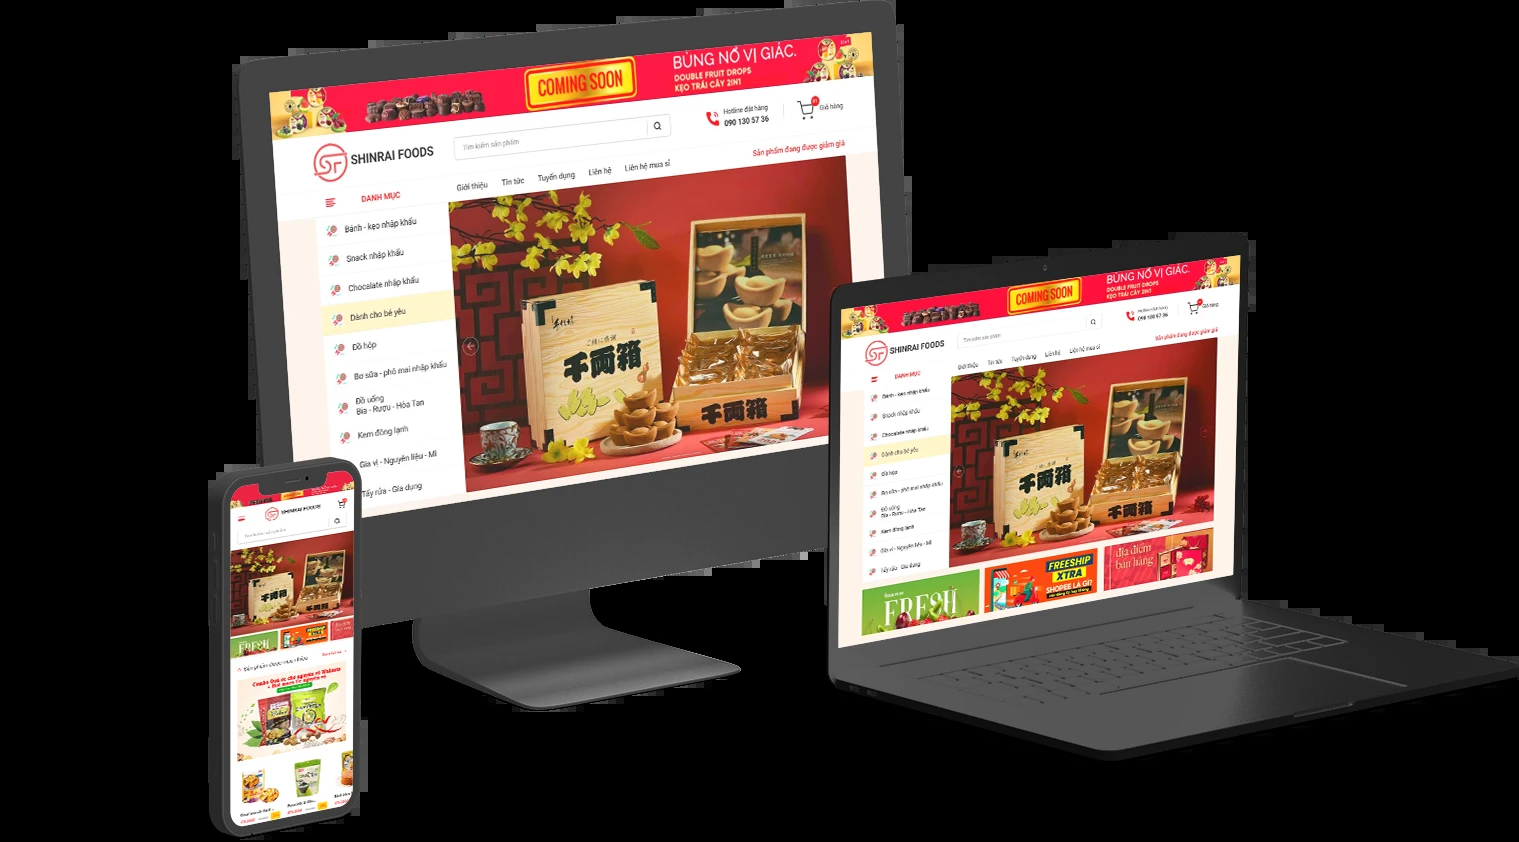 COMING SOON
BÙNG NỔ VỊ GIÁC.
DOUBLE FRUIT DROPS
KẸO TRÁI CÂY 2IN1
SHINRAI FOODS
Tìm kiếm sản phẩm
Hotline đặt hàng
090 130 57 36
Giỏ hàng
DANH MỤC
Giới thiệu
Tin tức
Tuyển dụng
Liên hệ
Liên hệ mua sỉ
Sản phẩm đang được giảm giá
Bánh - kẹo nhập khẩu
Snack nhập khẩu
Chocolate nhập khẩu
Dành cho bé yêu
Đồ hộp
Bơ sữa - phô mai nhập khẩu
Đồ uống
Bia - Rượu - Hòa Tan
Kem đông lạnh
Gia vị - Nguyên liệu - Mì
Tẩy rửa - Gia dụng
千両箱
千両箱
COMING SOON
BÙNG NỔ VỊ GIÁC.
DOUBLE FRUIT DROPS
KẸO TRÁI CÂY 2IN1
SHINRAI FOODS
Tìm kiếm sản phẩm
Hotline đặt hàng
090 130 57 36
Giỏ hàng
DANH MỤC
Giới thiệu
Tin tức
Tuyển dụng
Liên hệ
Liên hệ mua sỉ
Sản phẩm đang được giảm giá
Bánh - kẹo nhập khẩu
Snack nhập khẩu
Chocolate nhập khẩu
Dành cho bé yêu
Đồ hộp
Bơ sữa - phô mai nhập khẩu
Đồ uống
Bia - Rượu - Hòa Tan
Kem đông lạnh
Gia vị - Nguyên liệu - Mì
Tẩy rửa - Gia dụng
千両箱
千両箱
FRESH
FREESHIP
XTRA
SHOPEE LÀ GÌ?
địa điểm
bán hàng
SHINRAI FOODS
千両箱
千両箱
FRESH
FREESHIP
XTRA
Sản phẩm được mua nhiều